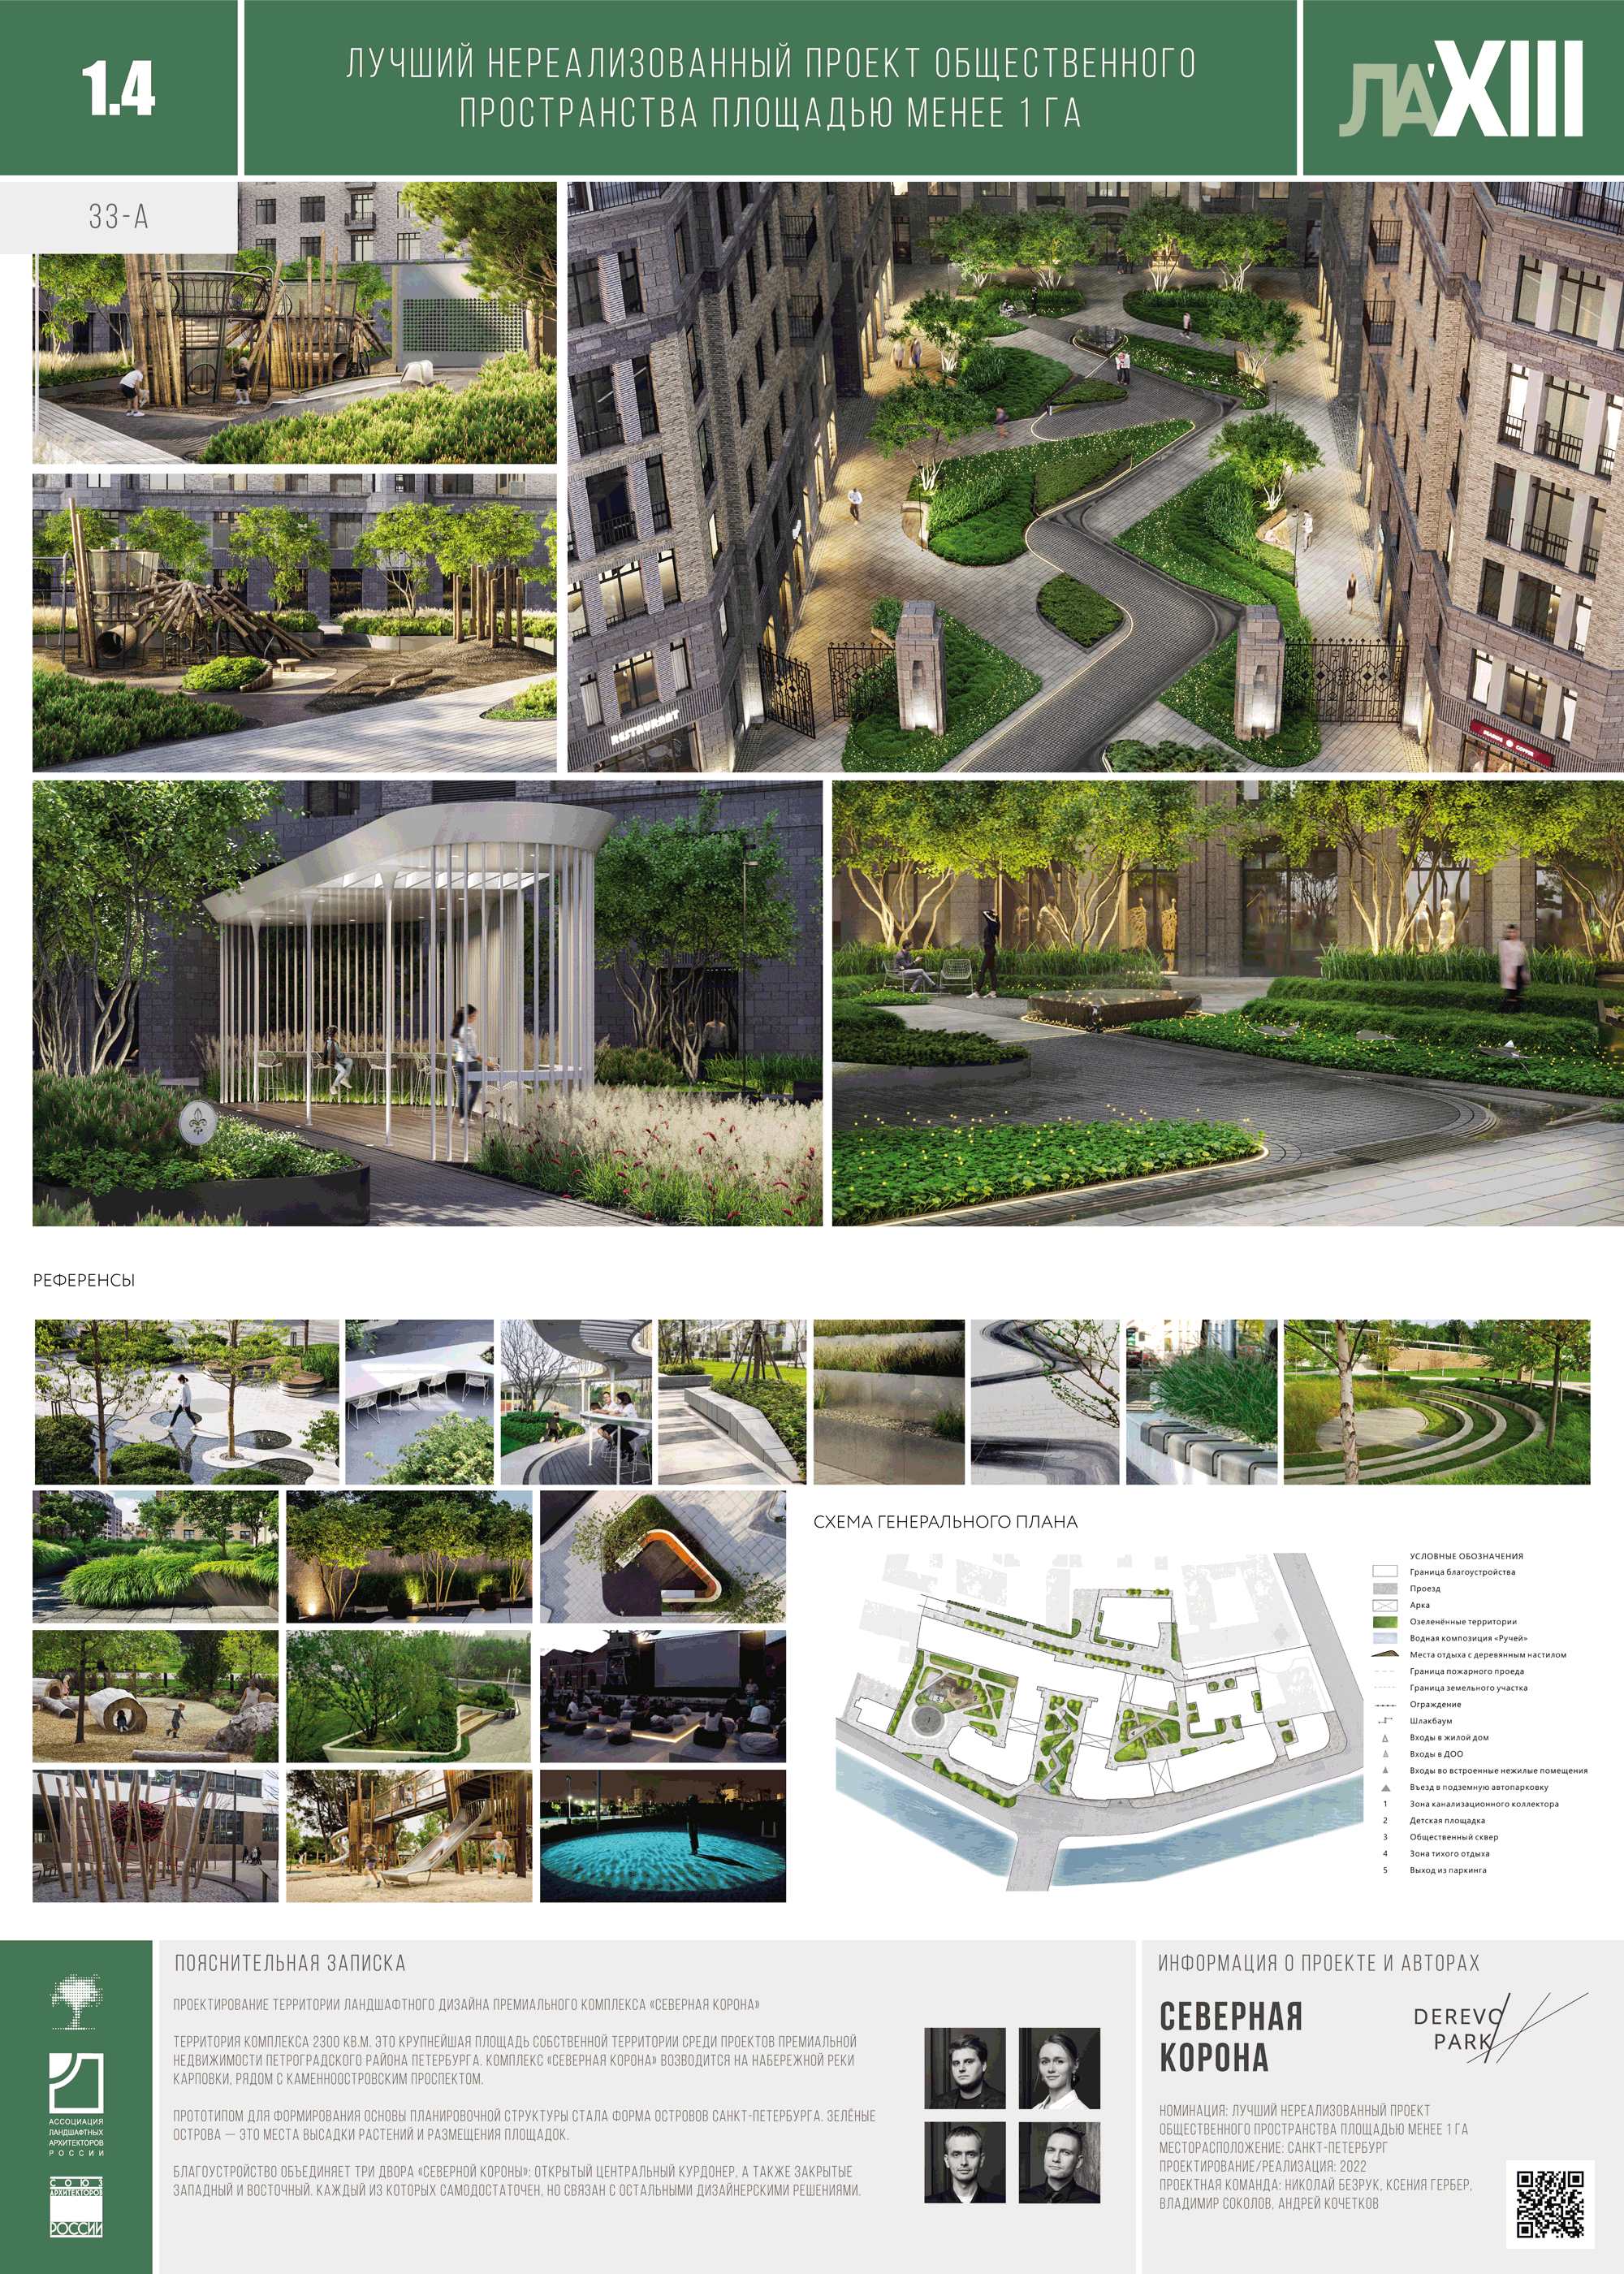 1.4
ЛУЧШИЙ НЕРЕАЛИЗОВАННЫЙ ПРОЕКТ ОБЩЕСТВЕННОГО
ПРОСТРАНСТВА ПЛОЩАДЬЮ МЕНЕЕ 1 ГА
ЛА'XIII
33-А
RESTAURANT
РЕФЕРЕНСЫ
СХЕМА ГЕНЕРАЛЬНОГО ПЛАНА
УСЛОВНЫЕ ОБОЗНАЧЕНИЯ
Граница благоустройства
Проезд
Арка
Озеленённые территории
Водная композиция «Ручей»
Места отдыха с деревянным настилом
Граница пожарного проеда
Граница земельного участка
Ограждение
Шлакбаум
Входы в жилой дом
Входы в ДОО
Входы во встроенные нежилые помещения
Въезд в подземную автопарковку
1 Зона канализационного коллектора
2 Детская площадка
3 Общественный сквер
4 Зона тихого отдыха
5 Выход из паркинга
АССОЦИАЦИЯ
ЛАНДШАФТНЫХ
АРХИТЕКТОРОВ
РОССИИ
СОЮЗ
АРХИТЕКТОРОВ
РОССИИ
ПОЯСНИТЕЛЬНАЯ ЗАПИСКА
ПРОЕКТИРОВАНИЕ ТЕРРИТОРИИ ЛАНДШАФТНОГО ДИЗАЙНА ПРЕМИАЛЬНОГО КОМПЛЕКСА «СЕВЕРНАЯ КОРОНА»
ТЕРРИТОРИЯ КОМПЛЕКСА 2300 КВ.М. ЭТО КРУПНЕЙШАЯ ПЛОЩАДЬ СОБСТВЕННОЙ ТЕРРИТОРИИ СРЕДИ ПРОЕКТОВ ПРЕМИАЛЬНОЙ
НЕДВИЖИМОСТИ ПЕТРОГРАДСКОГО РАЙОНА ПЕТЕРБУРГА. КОМПЛЕКС «СЕВЕРНАЯ КОРОНА» ВОЗВОДИТСЯ НА НАБЕРЕЖНОЙ РЕКИ
КАРПОВКИ, РЯДОМ С КАМЕННООСТРОВСКИМ ПРОСПЕКТОМ.
ПРОТОТИПОМ ДЛЯ ФОРМИРОВАНИЯ ОСНОВЫ ПЛАНИРОВОЧНОЙ СТРУКТУРЫ СТАЛА ФОРМА ОСТРОВОВ САНКТ-ПЕТЕРБУРГА. ЗЕЛЁНЫЕ
ОСТРОВА — ЭТО МЕСТА ВЫСАДКИ РАСТЕНИЙ И РАЗМЕЩЕНИЯ ПЛОЩАДОК.
БЛАГОУСТРОЙСТВО ОБЪЕДИНЯЕТ ТРИ ДВОРА «СЕВЕРНОЙ КОРОНЫ»: ОТКРЫТЫЙ ЦЕНТРАЛЬНЫЙ КУРДОНЕР, А ТАКЖЕ ЗАКРЫТЫЕ
ЗАПАДНЫЙ И ВОСТОЧНЫЙ. КАЖДЫЙ ИЗ КОТОРЫХ САМОДОСТАТОЧЕН, НО СВЯЗАН С ОСТАЛЬНЫМИ ДИЗАЙНЕРСКИМИ РЕШЕНИЯМИ.
ИНФОРМАЦИЯ О ПРОЕКТЕ И АВТОРАХ
СЕВЕРНАЯ
КОРОНА
DEREVO
PARK
НОМИНАЦИЯ: ЛУЧШИЙ НЕРЕАЛИЗОВАННЫЙ ПРОЕКТ
ОБЩЕСТВЕННОГО ПРОСТРАНСТВА ПЛОЩАДЬЮ МЕНЕЕ 1 ГА
МЕСТОРАСПОЛОЖЕНИЕ: САНКТ-ПЕТЕРБУРГ
ПРОЕКТИРОВАНИЕ/РЕАЛИЗАЦИЯ: 2022
ПРОЕКТНАЯ КОМАНДА: НИКОЛАЙ БЕЗРУК, КСЕНИЯ ГЕРБЕР,
ВЛАДИМИР СОКОЛОВ, АНДРЕЙ КОЧЕТКОВ